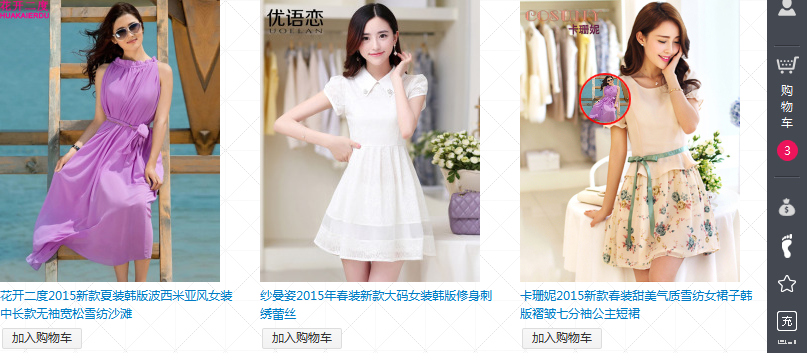 HUAKAIERDU
优语恋
UOELAN
卡珊妮
花开二度2015新款夏装韩版波西米亚风女装
中长款无袖宽松雪纺沙滩
加入购物车
纱曼姿2015年春装新款大码女装韩版修身刺
绣蕾丝
加入购物车
卡珊妮2015新款春装甜美气质雪纺女裙子韩
版褶皱七分袖公主短裙
加入购物车
购
物
车
3
充